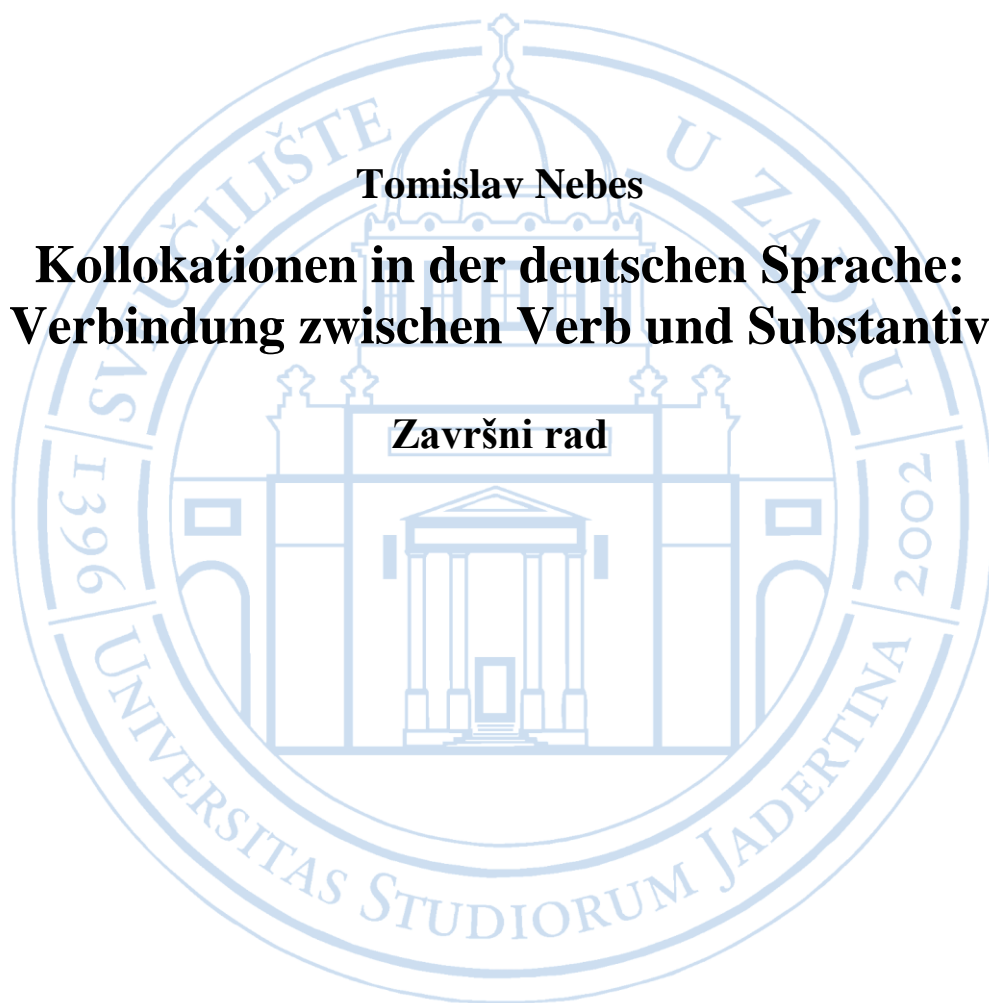 Tomislav Nebes
Kollokationen in der deutschen Sprache:
Verbindung zwischen Verb und Substantiv
Završni rad
SVEUČILIŠTE U ZADRU
1396
2002
UNIVERSITAS STUDIORUM JADERTINA